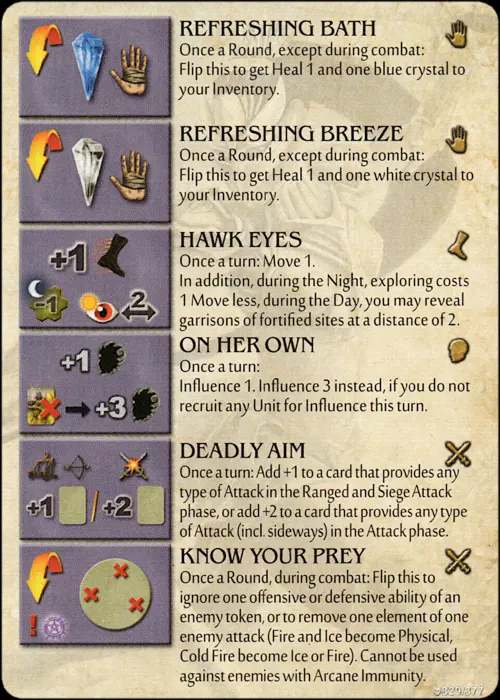 REFRESHING BATH
Once a Round, except during combat:
Flip this to get Heal 1 and one blue crystal to
your Inventory.
REFRESHING BREEZE
Once a Round, except during combat:
Flip this to get Heal 1 and one white crystal to
your Inventory.
+1
-1
2
HAWK EYES
Once a turn: Move 1.
In addition, during the Night, exploring costs
1 Move less, during the Day, you may reveal
garrisons of fortified sites at a distance of 2.
+1
+3
ON HER OWN
Once a turn:
Influence 1. Influence 3 instead, if you do not
recruit any Unit for Influence this turn.
+1 / +2
DEADLY AIM
Once a turn: Add +1 to a card that provides any
type of Attack in the Ranged and Siege Attack
phase, or add +2 to a card that provides any type
of Attack (incl. sideways) in the Attack phase.
!
KNOW YOUR PREY
Once a Round, during combat: Flip this to
ignore one offensive or defensive ability of an
enemy token, or to remove one element of one
enemy attack (Fire and Ice become Physical,
Cold Fire become Ice or Fire). Cannot be used
against enemies with Arcane Immunity.
329/377